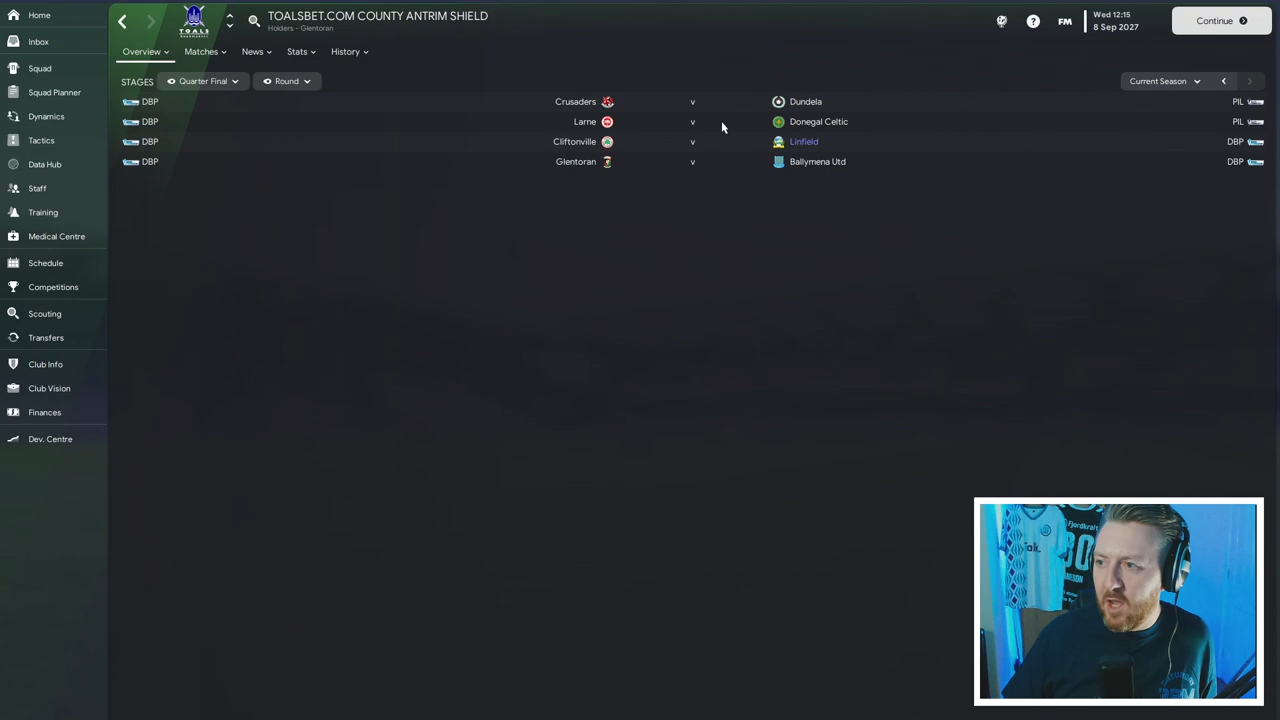 Home
TOALS
TOALSBET.COM COUNTY ANTRIM SHIELD
Holders - Glentoran
FM
Wed 12:15
8 Sep 2027
Continue
Inbox
Overview
Matches
News
Stats
History
Squad
Squad Planner
Dynamics
Tactics
Data Hub
Staff
Training
Medical Centre
Schedule
Competitions
Scouting
Transfers
Club Info
Club Vision
Finances
Dev. Centre
STAGES Quarter Final Round Current Season
DBP Crusaders v Dundela PIL
DBP Larne v Donegal Celtic PIL
DBP Cliftonville v Linfield DBP
DBP Glentoran v Ballymena Utd DBP
Fjordkraft